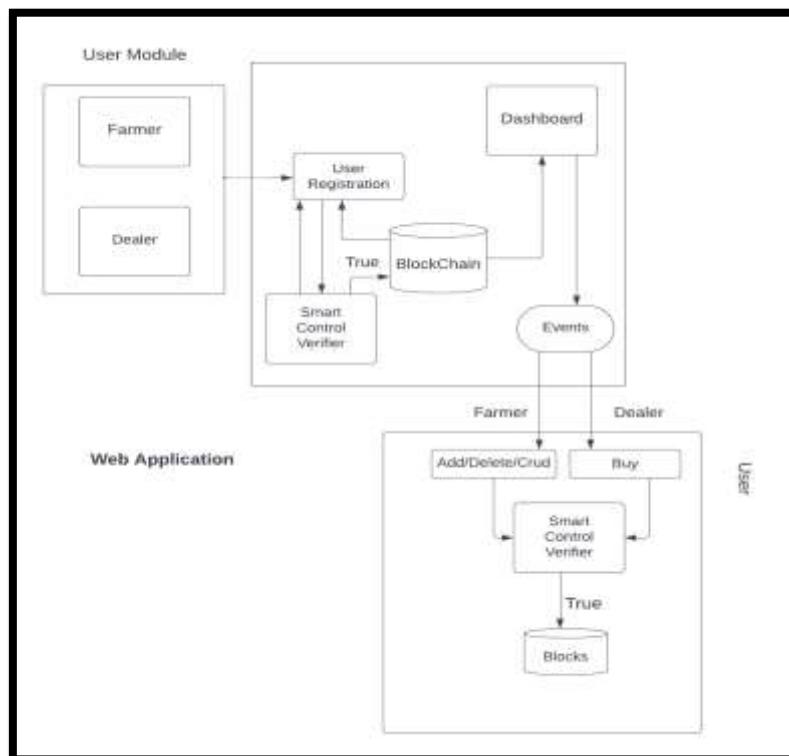 User Module
Farmer
Dealer
User
Registration
Dashboard
BlockChain
True
Smart
Control
Verifier
Events
Farmer
Dealer
Web Application
Add/Delete/Crud
Buy
User
Smart
Control
Verifier
True
Blocks